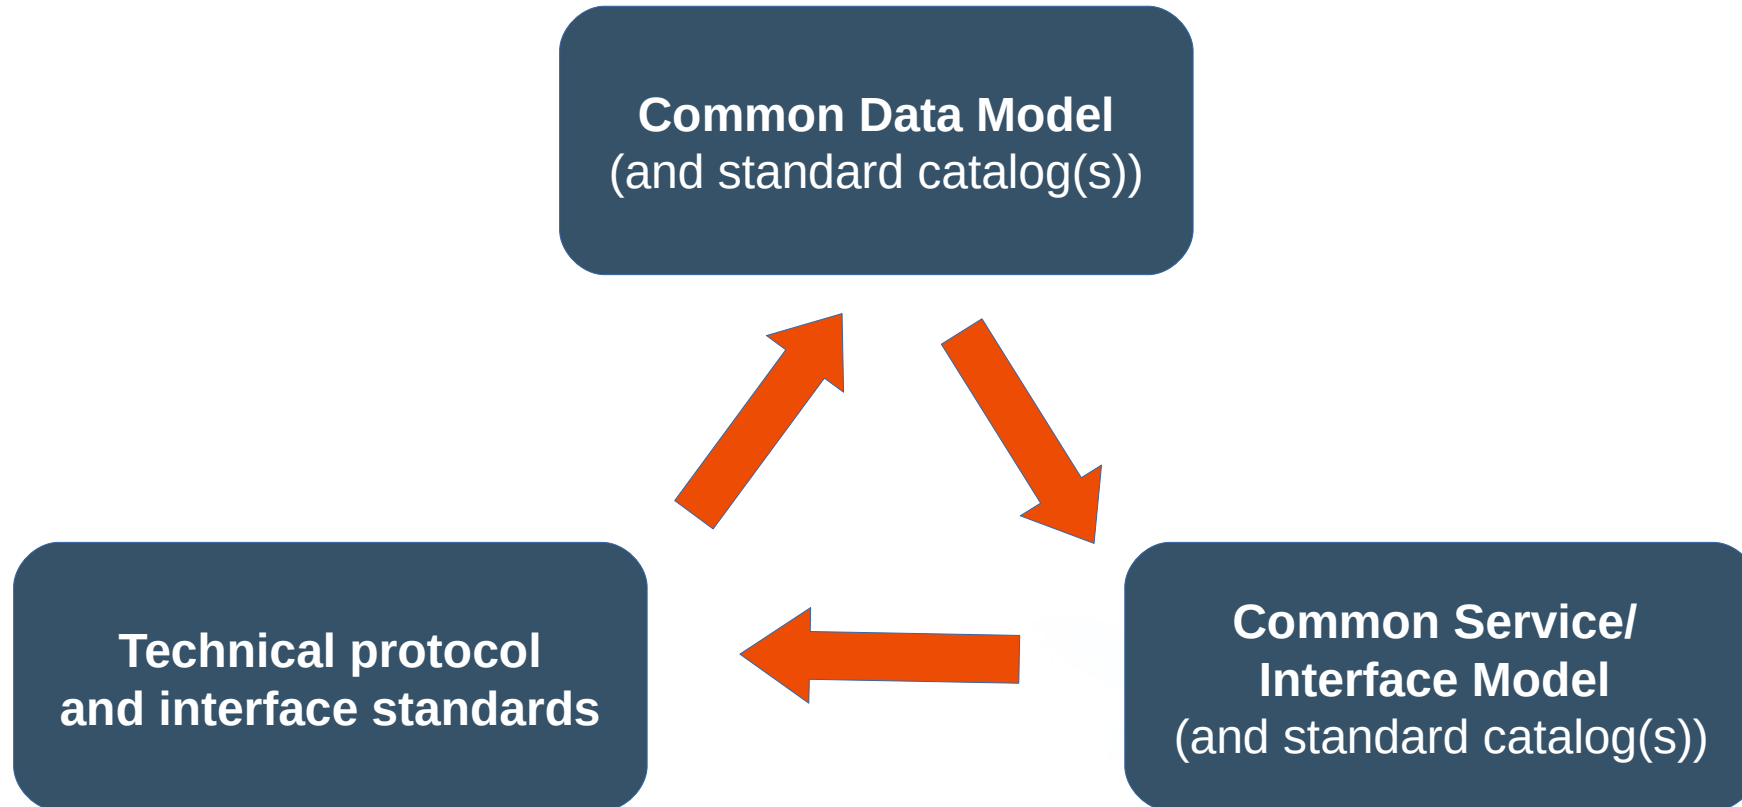 Common Data Model
(and standard catalog(s))
Technical protocol
and interface standards
Common Service/
Interface Model
(and standard catalog(s))